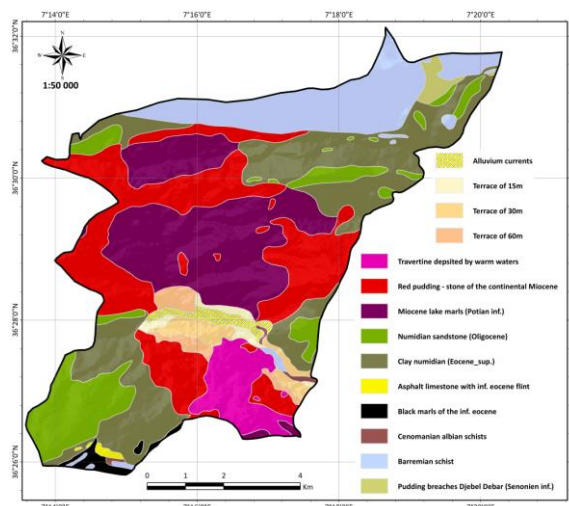 7°14'0"E 7°16'0"E 7°18'0"E 7°20'0"E
36°32'0"N
N
W E
S
1:50 000
36°30'0"N
Alluvium currents
Terrace of 15m
Terrace of 30m
Terrace of 60m
Travertine depsited by warm waters
Red pudding - stone of the continental Miocene
Miocene lake marls (Potian inf.)
36°28'0"N
Numidian sandstone (Oligocene)
Clay numidian (Eocene_sup.)
Asphalt limestone with inf. eocene flint
Black marls of the inf. eocene
Cenomanian albian schists
36°26'0"N
Barremian schist
Pudding breaches Djebel Debar (Senonien inf.)
0 1 2 4
Km